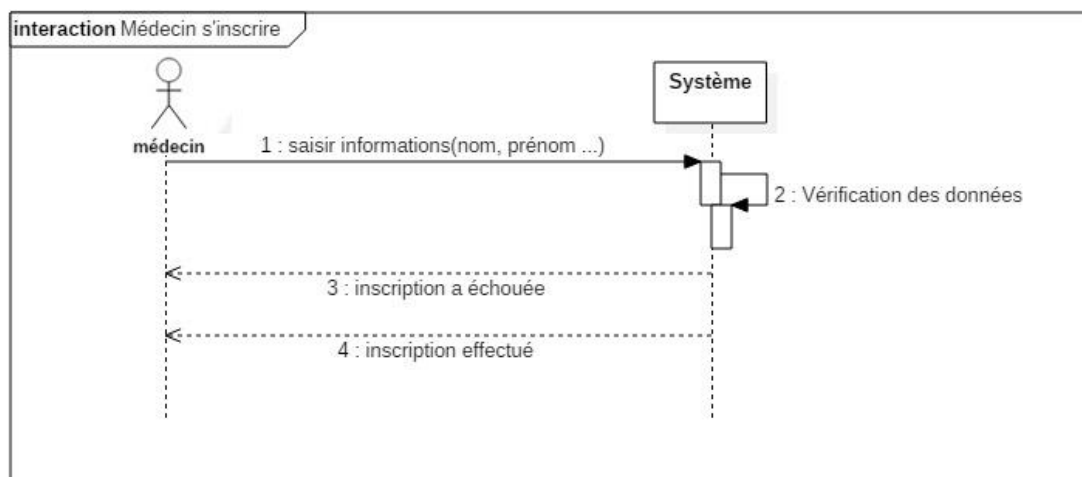 interaction Médecin s'inscrire
Système
médecin
1 : saisir informations(nom, prénom ...)
2 : Vérification des données
3 : inscription a échouée
4 : inscription effectué